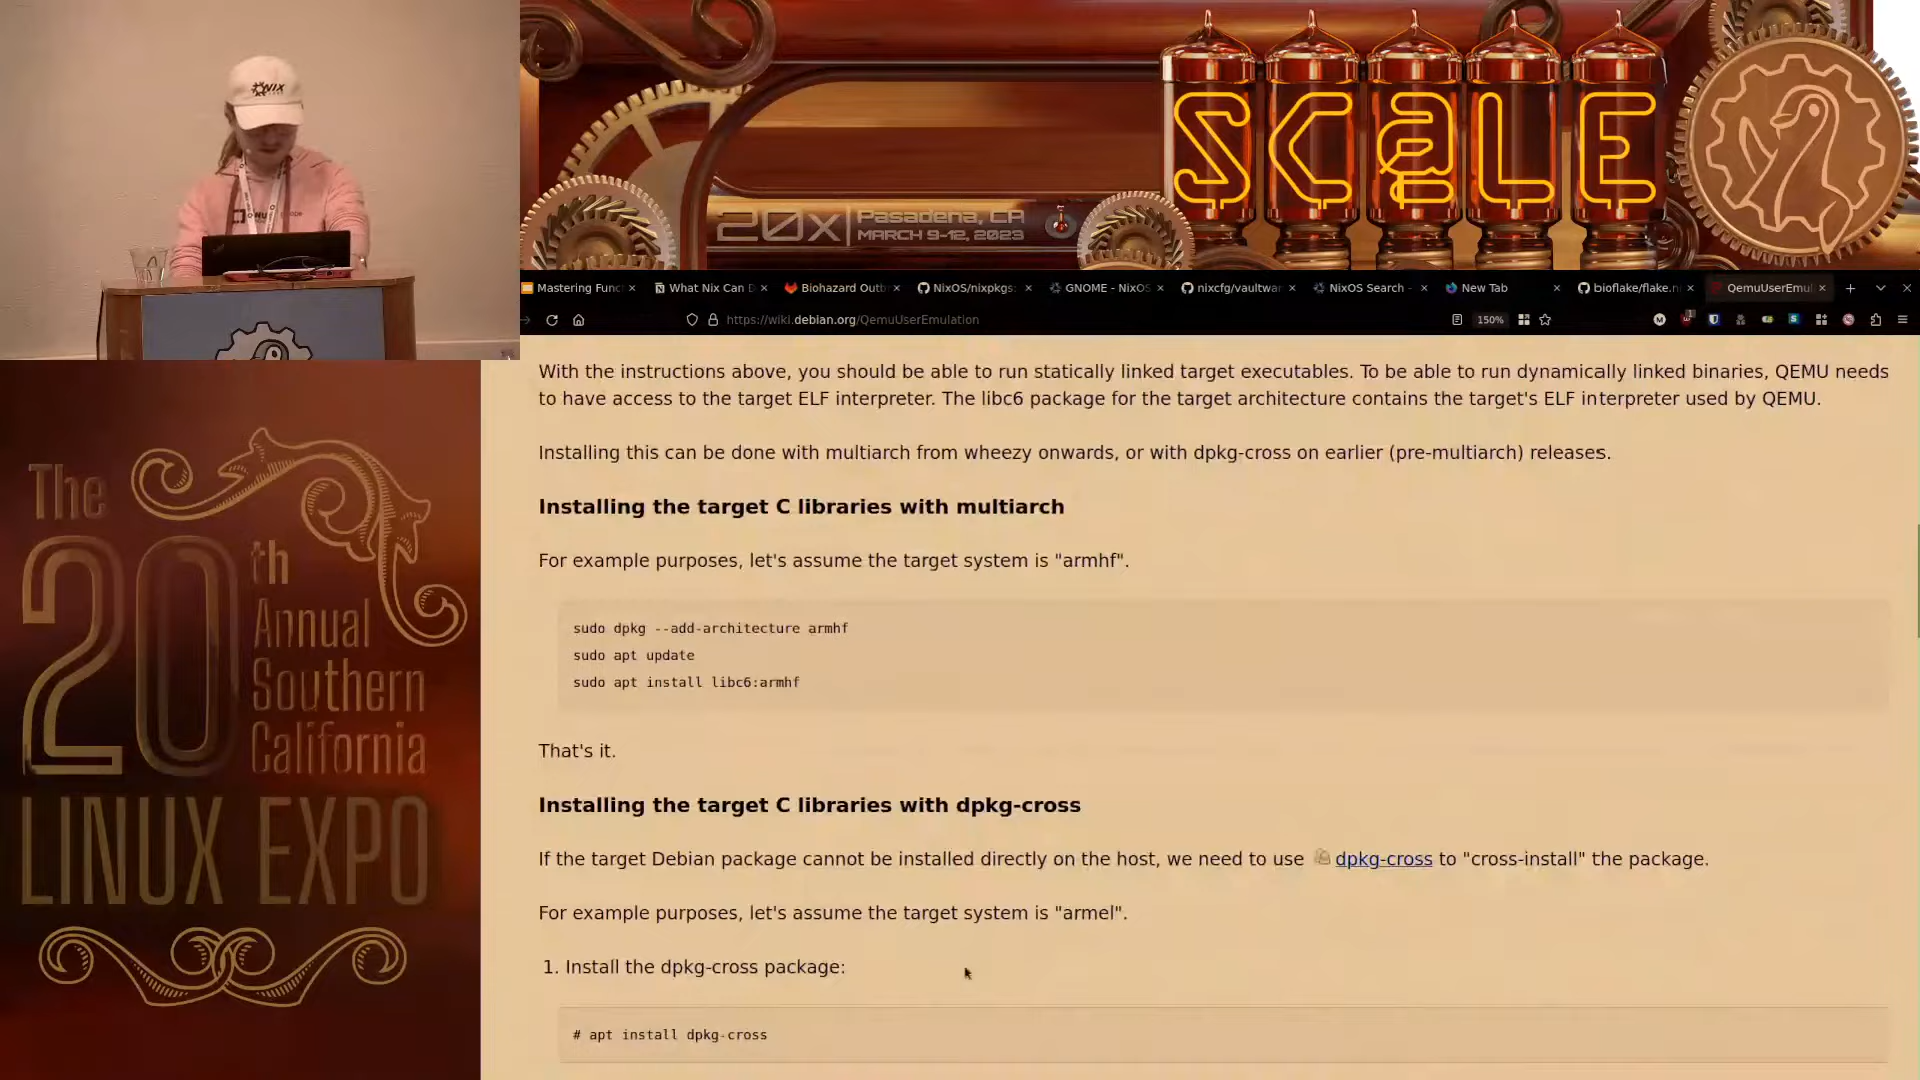 NIX
SCaLE
20X
Pasadena, CA
MARCH 9-12, 2023
Mastering Func
What Nix Can D
Biohazard Outb
NixOS/nixpkgs:
GNOME - NixOS
nixcfg/vaultwar
NixOS Search -
New Tab
bioflake/flake.n
QemuUserEmul
https://wiki.debian.org/QemuUserEmulation
150%
With the instructions above, you should be able to run statically linked target executables. To be able to run dynamically linked binaries, QEMU needs
to have access to the target ELF interpreter. The libc6 package for the target architecture contains the target's ELF interpreter used by QEMU.
Installing this can be done with multiarch from wheezy onwards, or with dpkg-cross on earlier (pre-multiarch) releases.
Installing the target C libraries with multiarch
For example purposes, let's assume the target system is "armhf".
sudo dpkg --add-architecture armhf
sudo apt update
sudo apt install libc6:armhf
That's it.
Installing the target C libraries with dpkg-cross
If the target Debian package cannot be installed directly on the host, we need to use dpkg-cross to "cross-install" the package.
For example purposes, let's assume the target system is "armel".
1. Install the dpkg-cross package:
# apt install dpkg-cross
The
20th
Annual
Southern
California
LINUX EXPO